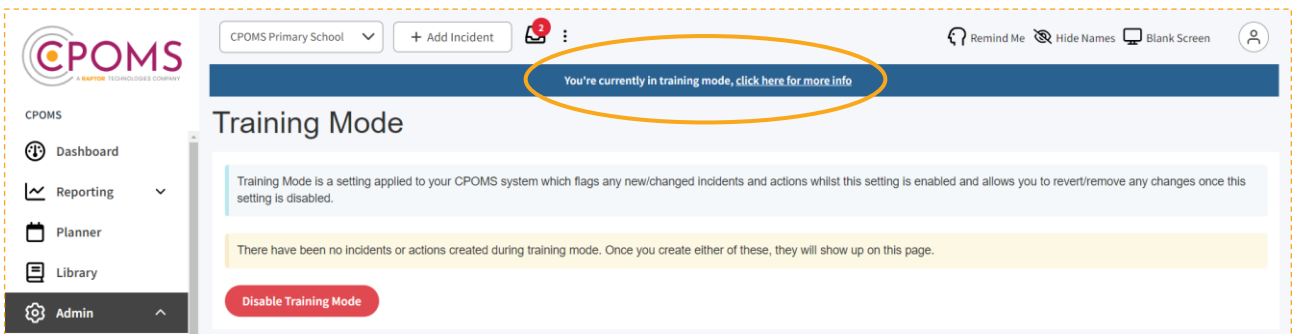 CPOMS
A RAPTOR TECHNOLOGIES COMPANY
CPOMS Primary School
+ Add Incident
2
Remind Me
Hide Names
Blank Screen
You're currently in training mode, click here for more info
CPOMS
Dashboard
Reporting
Planner
Library
Admin
Training Mode
Training Mode is a setting applied to your CPOMS system which flags any new/changed incidents and actions whilst this setting is enabled and allows you to revert/remove any changes once this
setting is disabled.
There have been no incidents or actions created during training mode. Once you create either of these, they will show up on this page.
Disable Training Mode